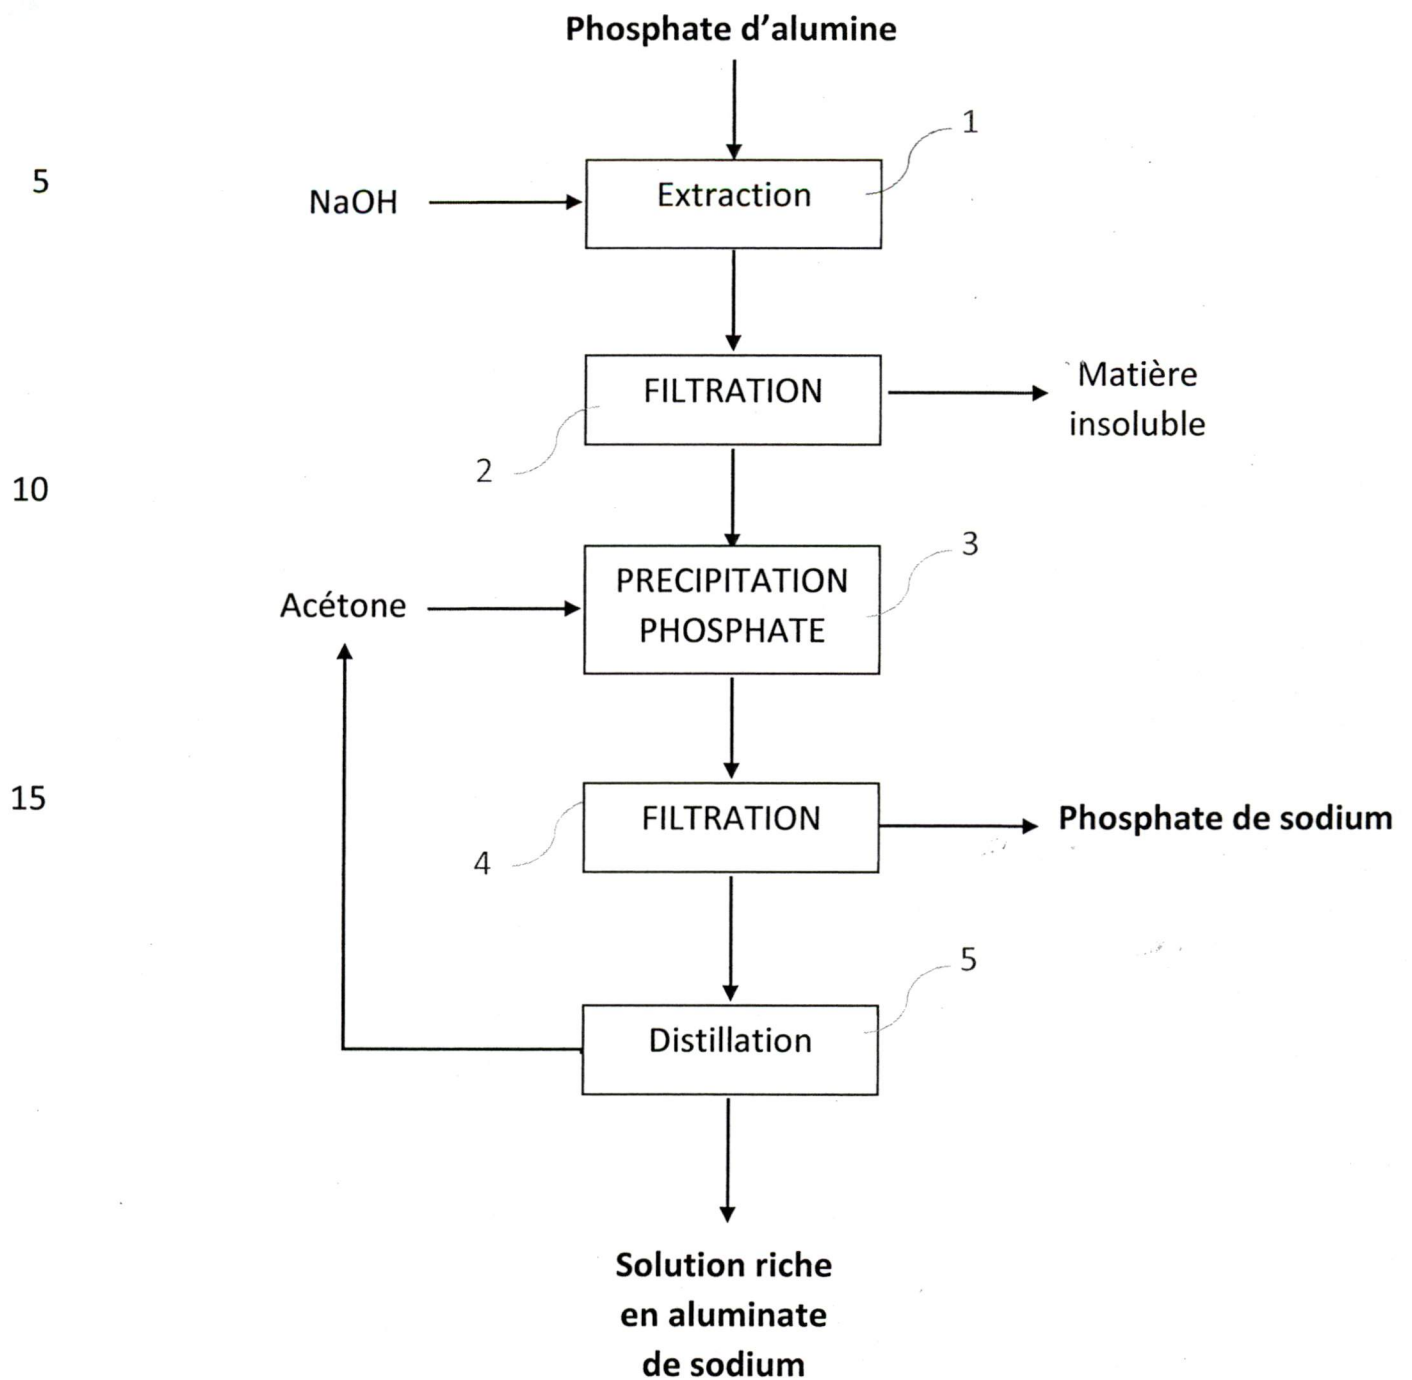 Phosphate d’alumine
1
5
NaOH
Extraction
FILTRATION
Matière
insoluble
2
10
3
PRECIPITATION
PHOSPHATE
Acétone
15
FILTRATION
Phosphate de sodium
4
5
Distillation
Solution riche
en aluminate
de sodium